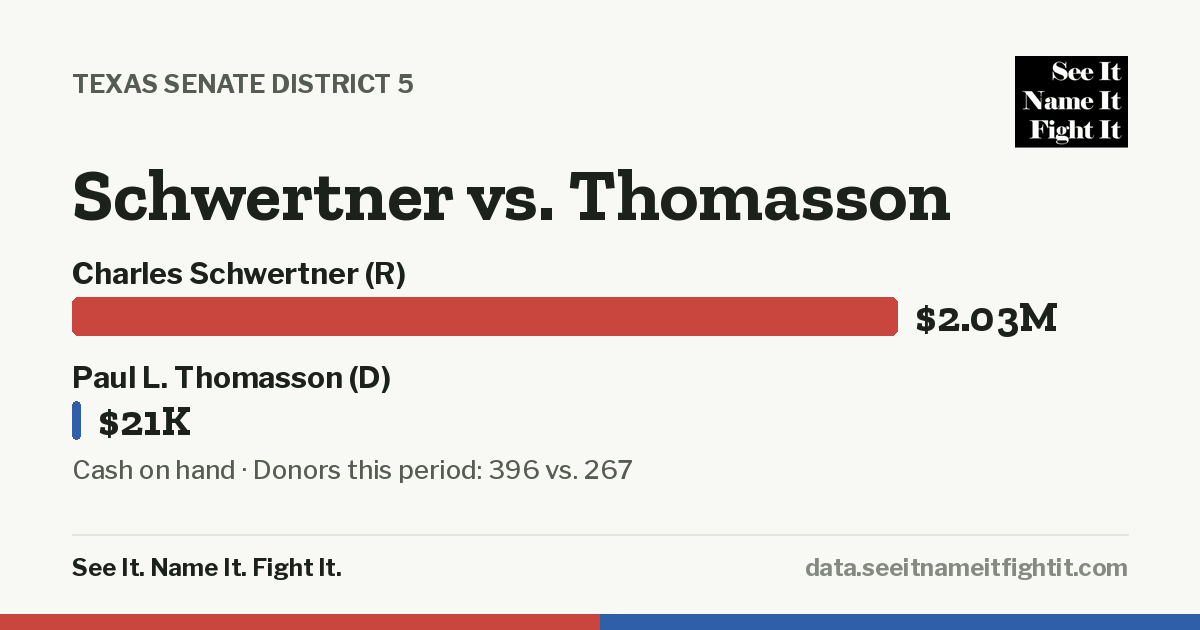 TEXAS SENATE DISTRICT 5
See It
Name It
Fight It
Schwertner vs. Thomasson
Charles Schwertner (R)
$2.03M
Paul L. Thomasson (D)
$21K
Cash on hand · Donors this period: 396 vs. 267
See It. Name It. Fight It.
data.seeitnameitfightit.com